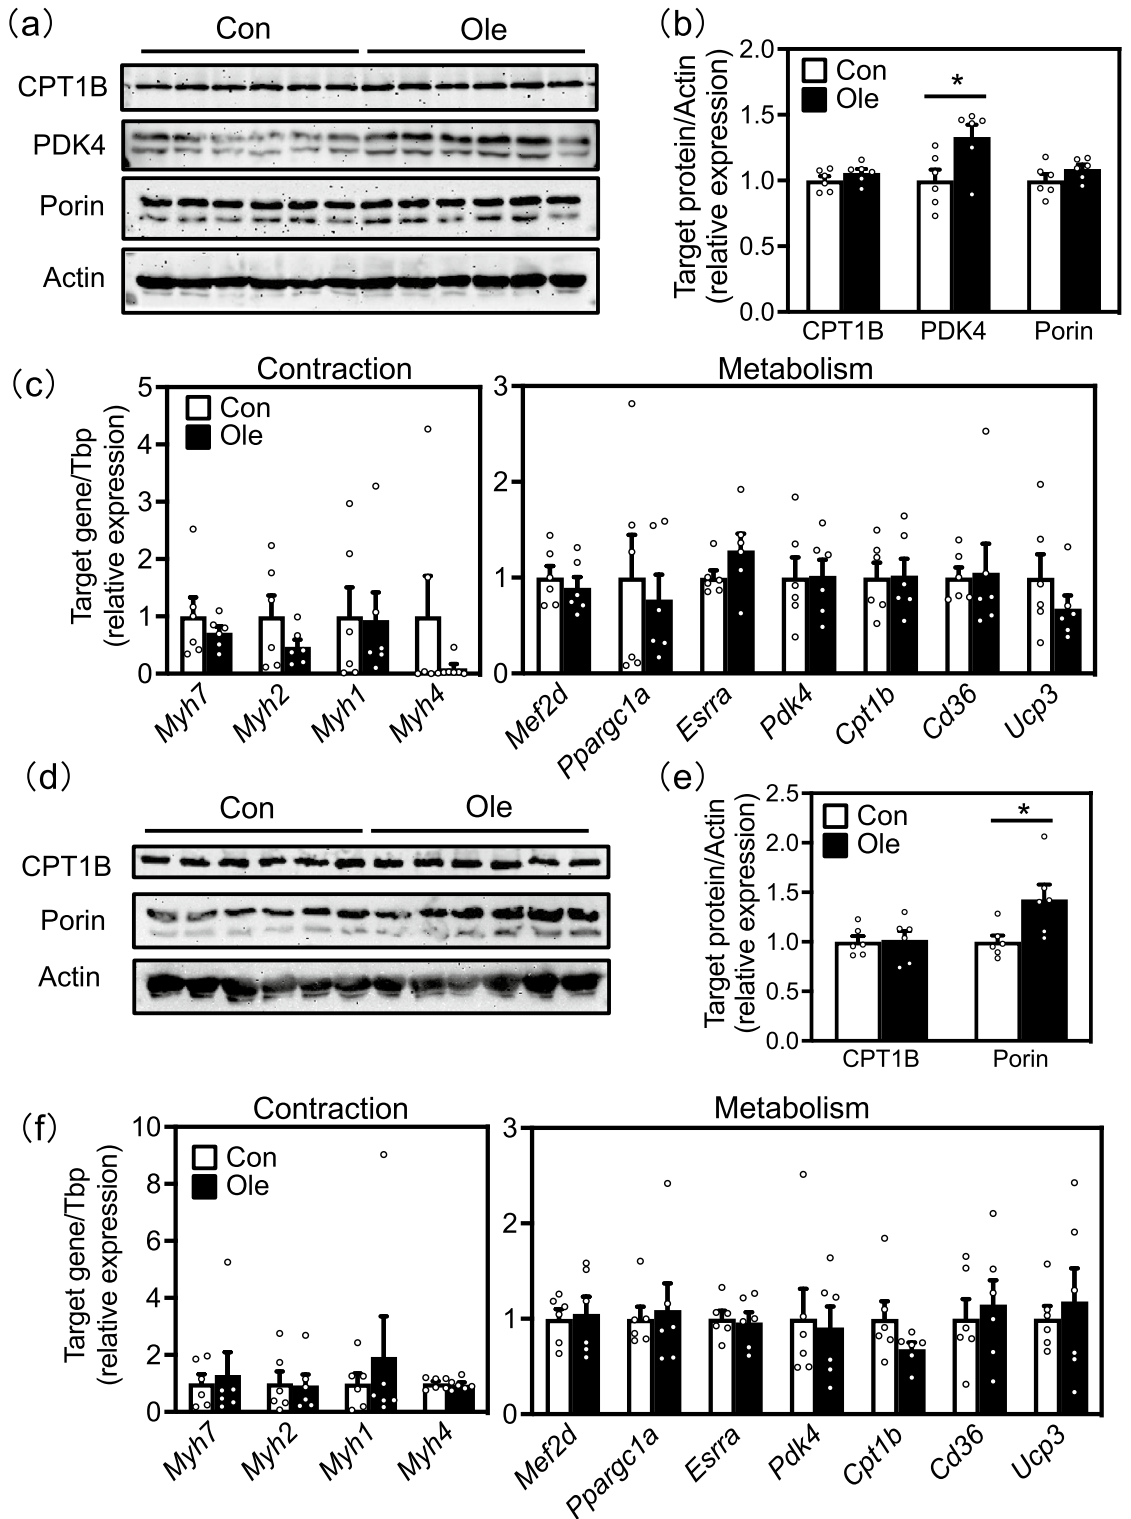 (a)
Con
Ole
CPT1B
PDK4
Porin
Actin
(b)
Target protein/Actin
(relative expression)
2.0
1.5
1.0
0.5
0.0
Con
Ole
*
CPT1B
PDK4
Porin
(c)
Contraction
Target gene/Tbp
(relative expression)
5
4
3
2
1
0
Con
Ole
Myh7
Myh2
Myh1
Myh4
Metabolism
3
2
1
0
Mef2d
Ppargc1a
Esrra
Pdk4
Cpt1b
Cd36
Ucp3
(d)
Con
Ole
CPT1B
Porin
Actin
(e)
Target protein/Actin
(relative expression)
2.5
2.0
1.5
1.0
0.5
0.0
Con
Ole
*
CPT1B
Porin
(f)
Contraction
Target gene/Tbp
(relative expression)
10
8
6
4
2
0
Con
Ole
Myh7
Myh2
Myh1
Myh4
Metabolism
3
2
1
0
Mef2d
Ppargc1a
Esrra
Pdk4
Cpt1b
Cd36
Ucp3